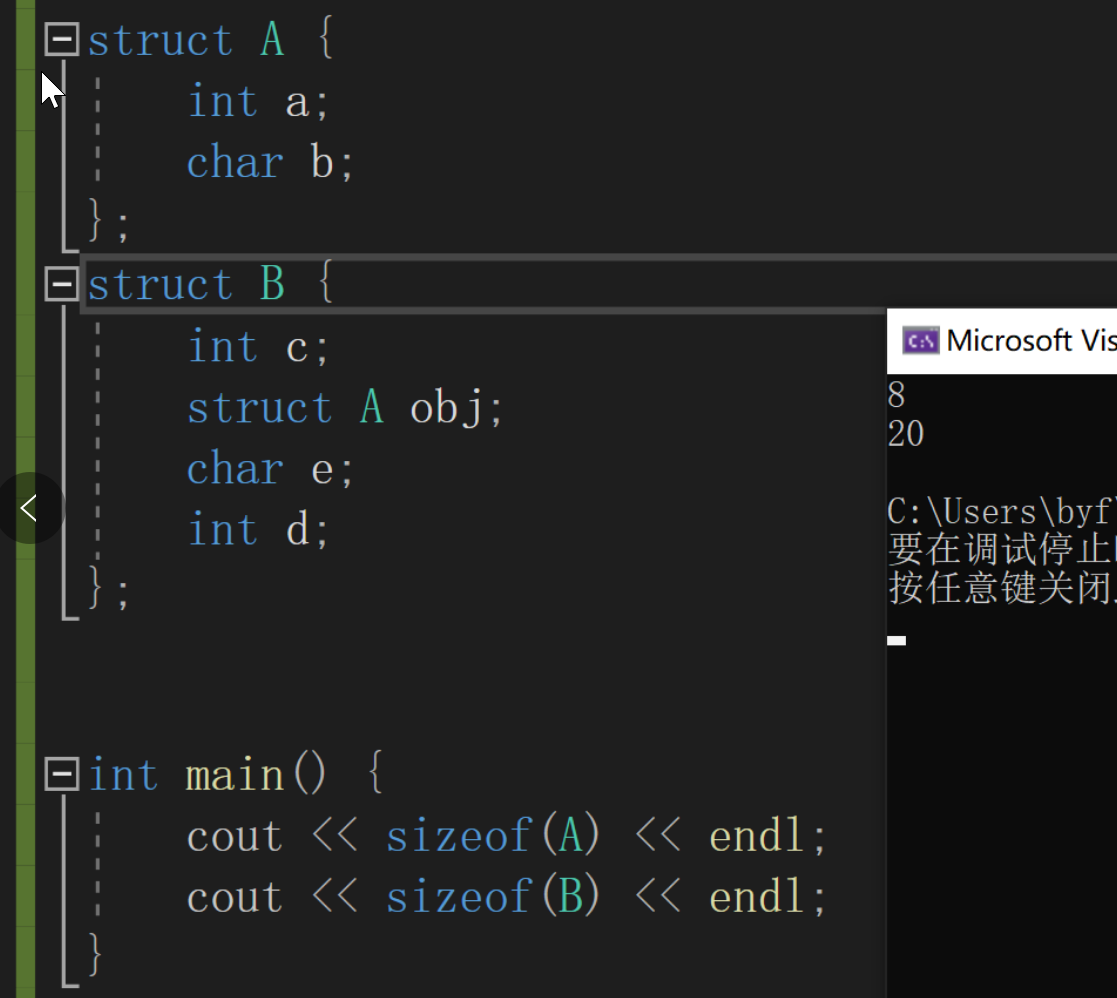 struct A {
int a;
char b;
};
struct B {
int c;
struct A obj;
char e;
int d;
};
int main() {
cout << sizeof(A) << endl;
cout << sizeof(B) << endl;
}
Microsoft Vis
8
20
C:\Users\byf\
要在调试停止
按任意键关闭